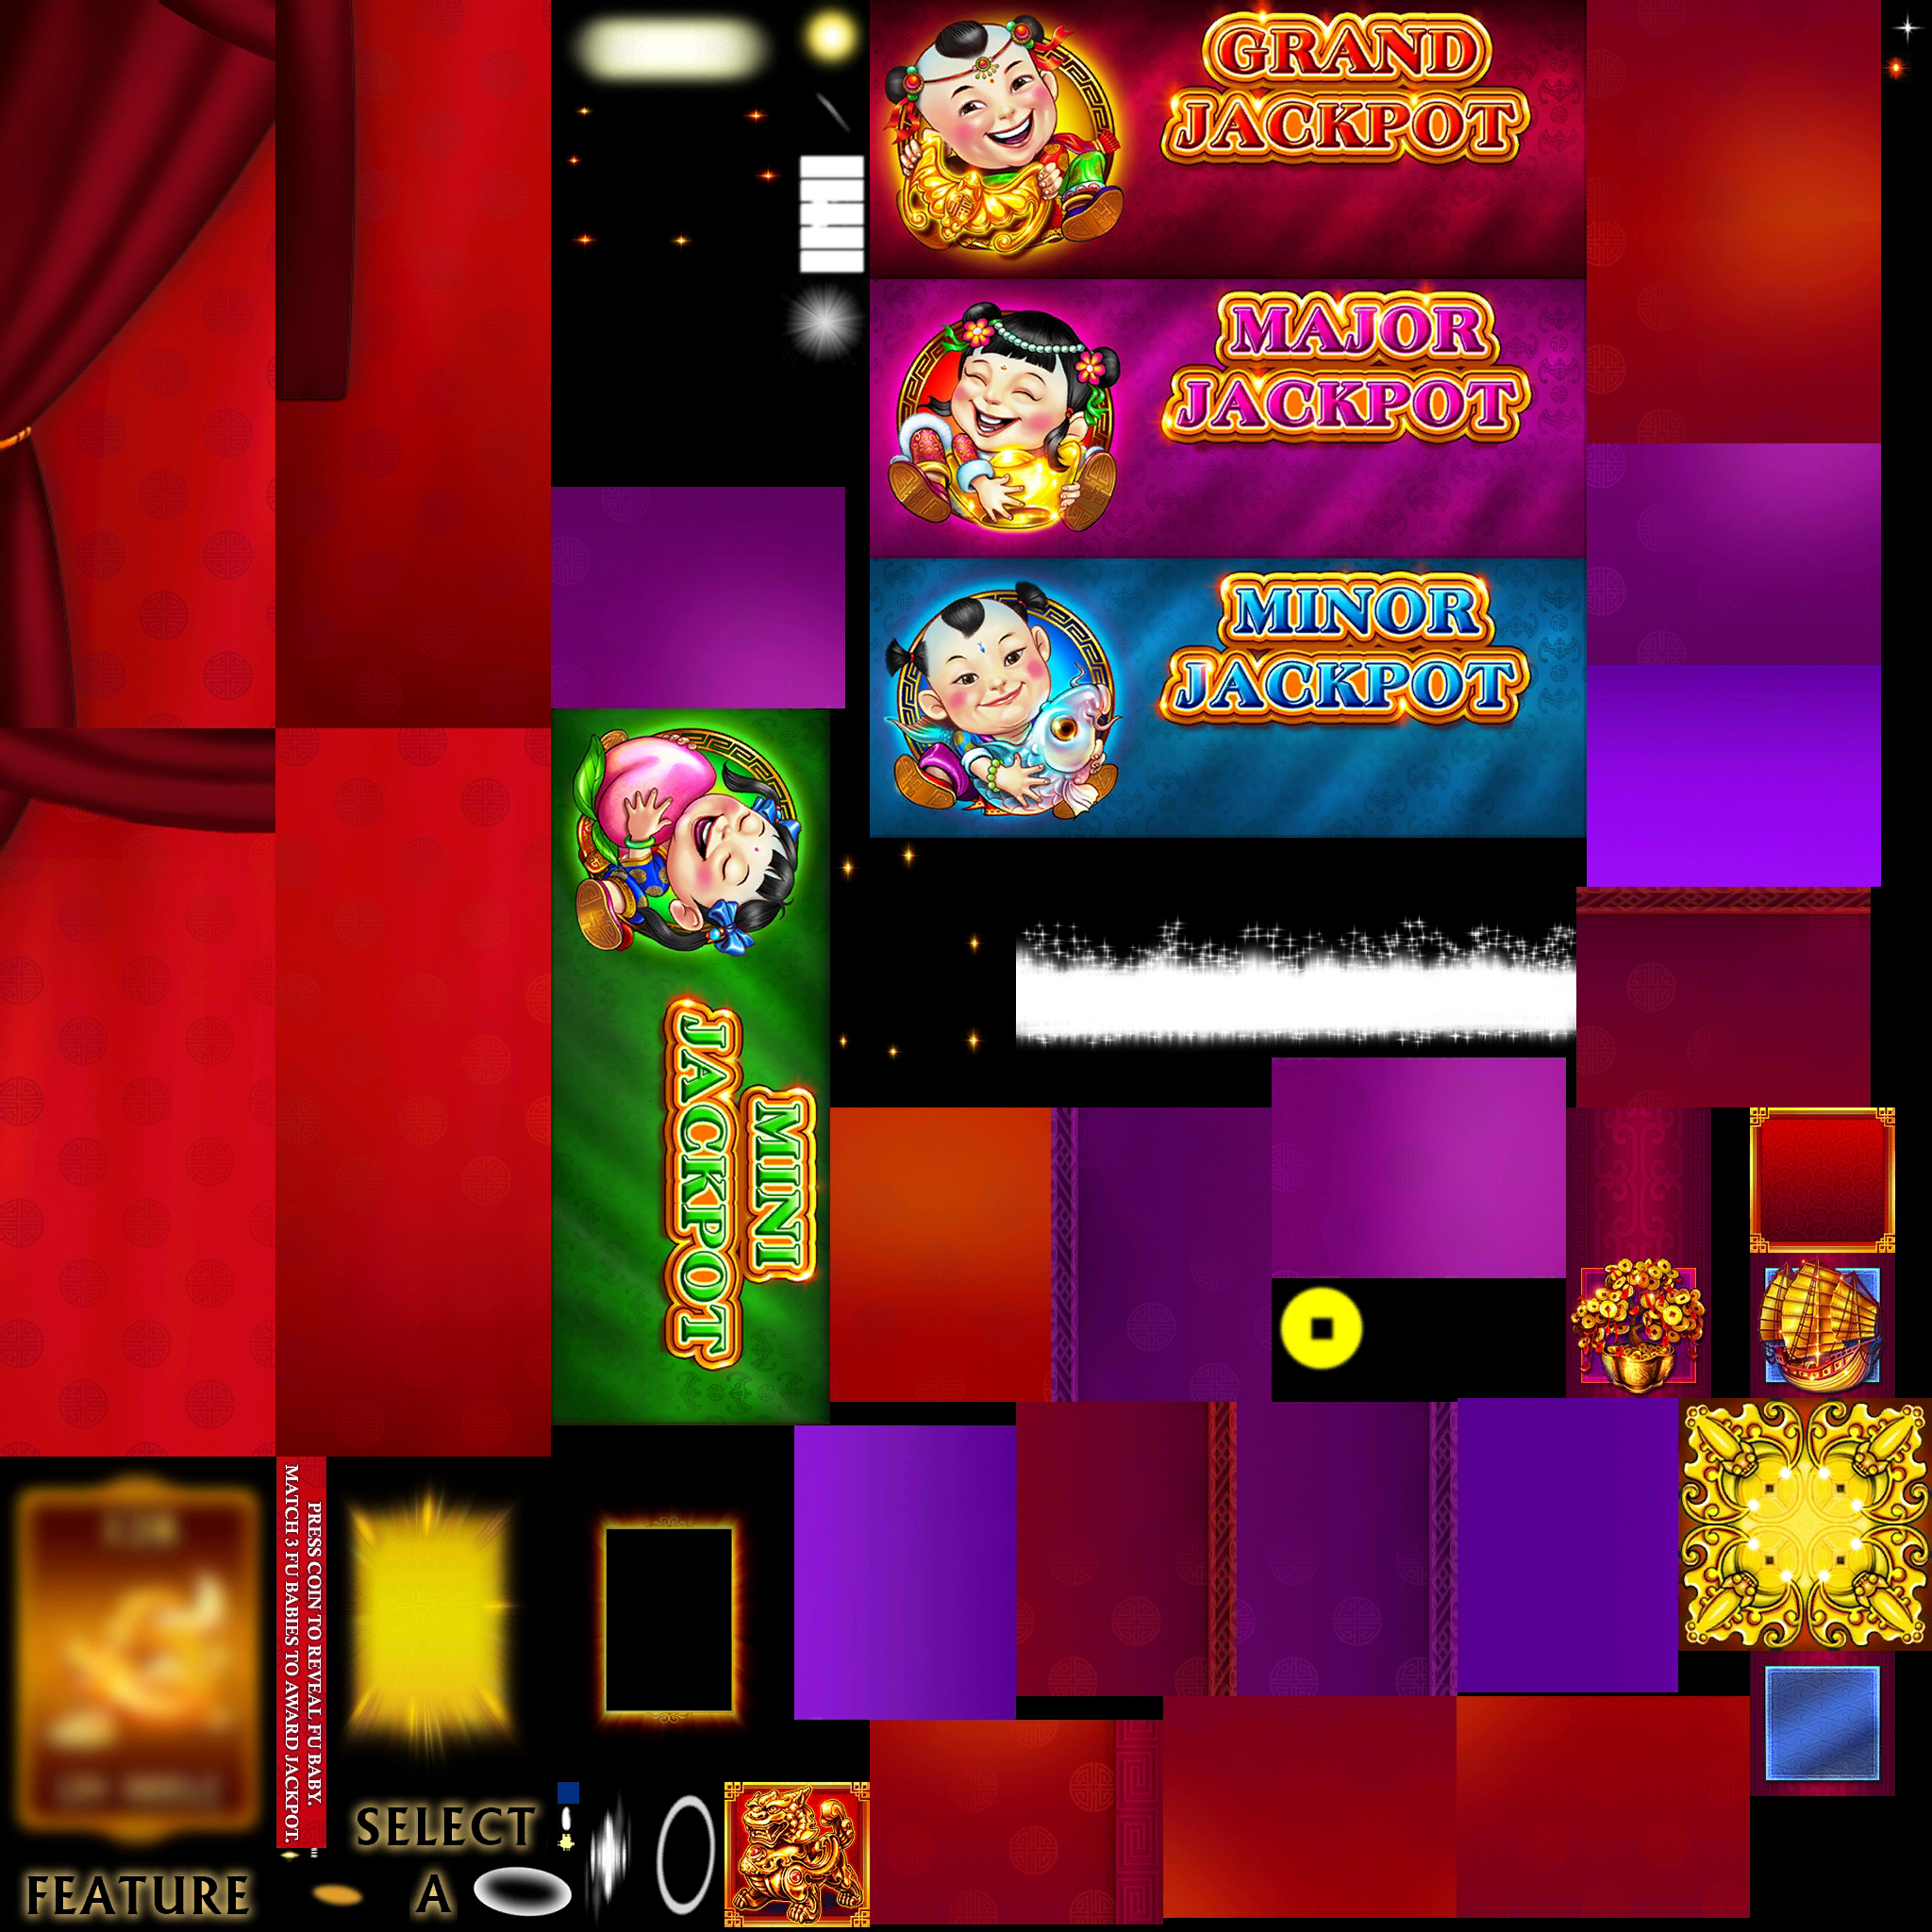 GRAND
JACKPOT
MAJOR
JACKPOT
MINOR
JACKPOT
MINI
JACKPOT
PRESS COIN TO REVEAL FU BABY.
MATCH 3 FU BABIES TO AWARD JACKPOT.
SELECT
A
FEATURE